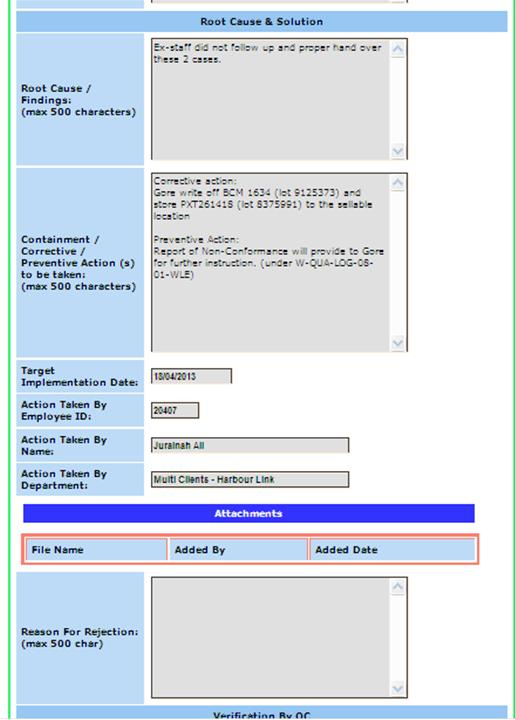 Root Cause & Solution
Root Cause /
Findings:
(max 500 characters)
Ex-staff did not follow up and proper hand over
these 2 cases.
Containment /
Corrective /
Preventive Action (s)
to be taken:
(max 500 characters)
Corrective action:
Gore write off BCM 1634 (lot 9125373) and
store PXT261418 (lot 8375991) to the sellable
location
Preventive Action:
Report of Non-Conformance will provide to Gore
for further instruction. (under W-QUA-LOG-08-
01-WLE)
Target
Implementation Date:
18/04/2013
Action Taken By
Employee ID:
20407
Action Taken By
Name:
Jurainah Ali
Action Taken By
Department:
Multi Clients - Harbour Link
Attachments
File Name Added By Added Date
Reason For Rejection:
(max 500 char)
Verification By QC